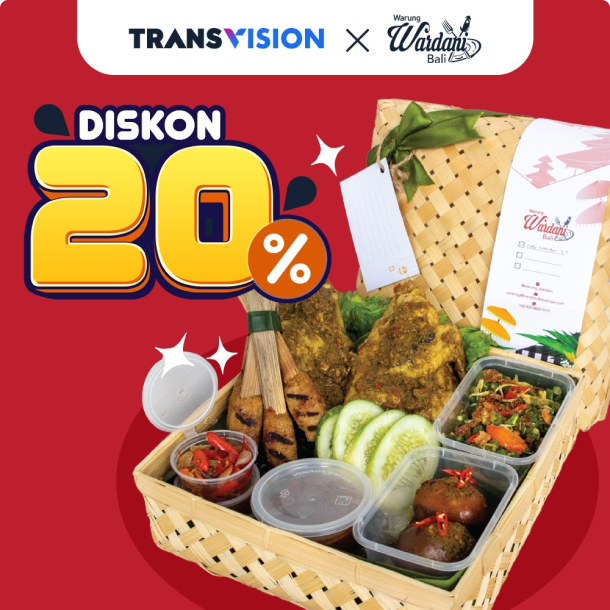 TRANSVISION X Warung Wardani Bali
DISKON
20%
Warung
Wardani
Bali